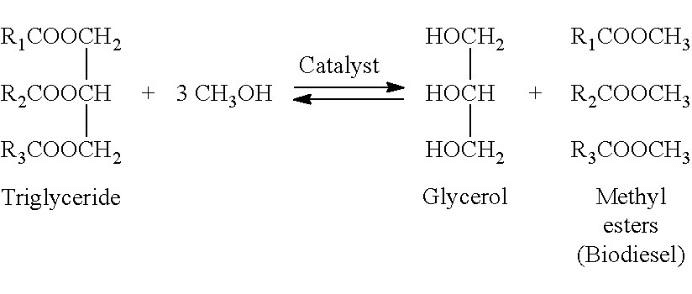 R₁COOCH₂ HOCH₂ R₁COOCH₃
Catalyst
R₂COOCH + 3 CH₃OH HOCH + R₂COOCH₃
R₃COOCH₂ HOCH₂ R₃COOCH₃
Triglyceride Glycerol Methyl
esters
(Biodiesel)